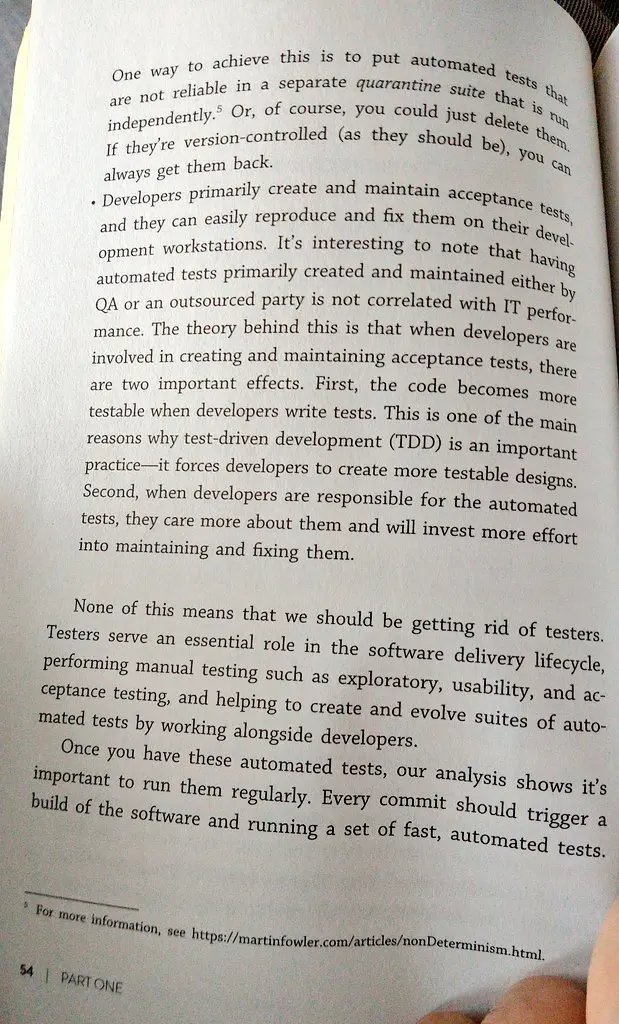 One way to achieve this is to put automated tests that
are not reliable in a separate quarantine suite that is run
independently.⁵ Or, of course, you could just delete them.
If they're version-controlled (as they should be), you can
always get them back.
• Developers primarily create and maintain acceptance tests,
and they can easily reproduce and fix them on their devel-
opment workstations. It's interesting to note that having
automated tests primarily created and maintained either by
QA or an outsourced party is not correlated with IT perfor-
mance. The theory behind this is that when developers are
involved in creating and maintaining acceptance tests, there
are two important effects. First, the code becomes more
testable when developers write tests. This is one of the main
reasons why test-driven development (TDD) is an important
practice—it forces developers to create more testable designs.
Second, when developers are responsible for the automated
tests, they care more about them and will invest more effort
into maintaining and fixing them.
None of this means that we should be getting rid of testers.
Testers serve an essential role in the software delivery lifecycle,
performing manual testing such as exploratory, usability, and ac-
ceptance testing, and helping to create and evolve suites of auto-
mated tests by working alongside developers.
Once you have these automated tests, our analysis shows it's
important to run them regularly. Every commit should trigger a
build of the software and running a set of fast, automated tests.
⁵ For more information, see https://martinfowler.com/articles/nonDeterminism.html.
54 | PART ONE